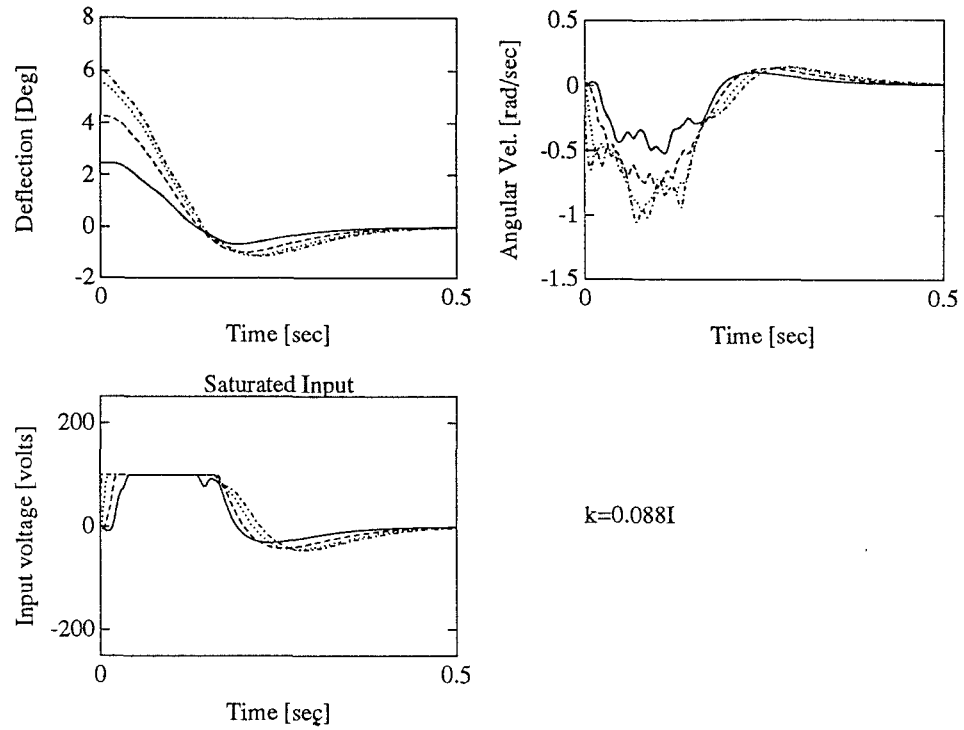 Deflection [Deg]
8
6
4
2
0
-2
0
0.5
Time [sec]
Angular Vel. [rad/sec]
0.5
0
-0.5
-1
-1.5
0
0.5
Time [sec]
Saturated Input
Input voltage [volts]
200
0
-200
0
0.5
Time [sec]
k=0.088I